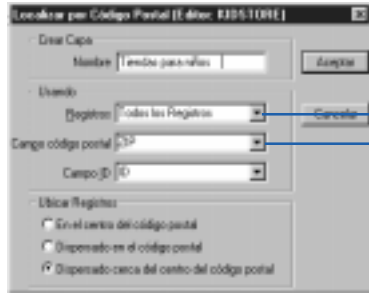 Localizar por Código Postal (Editor: KIDSTORE)
Crear Capa
Nombre Tiendas para niños
Aceptar
Usando
Registros Todos los Registros
Cancelar
Campo código postal
Campo ID ID
Ubicar Registros
En el centro del código postal
Dispersado en el código postal
Dispersado cerca del centro del código postal